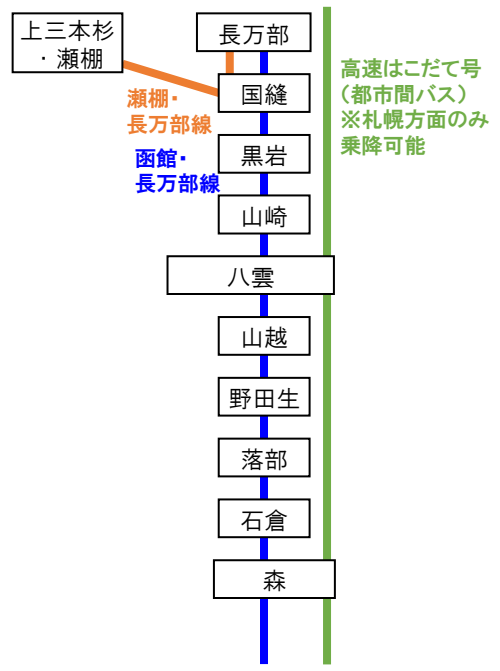 上三本杉
・瀬棚
長万部
国縫
瀬棚・
長万部線
高速はこだて号
（都市間バス）
※札幌方面のみ
乗降可能
黒岩
函館・
長万部線
山崎
八雲
山越
野田生
落部
石倉
森